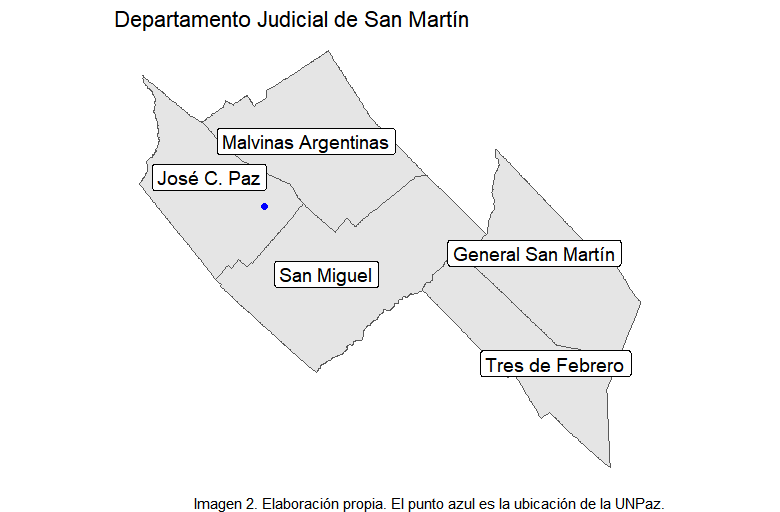 Departamento Judicial de San Martín
Malvinas Argentinas
José C. Paz
General San Martín
San Miguel
Tres de Febrero
Imagen 2. Elaboración propia. El punto azul es la ubicación de la UNPaz.